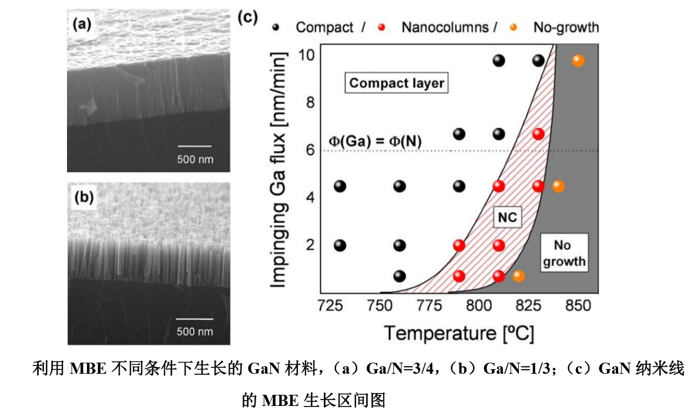 (a)
500 nm
(b)
500 nm
(c)
Compact / Nanocolumns / No-growth
Impinging Ga flux [nm/min]
10
8
6
4
2
Compact layer
Φ(Ga) = Φ(N)
NC
No
growth
725 750 775 800 825 850
Temperature [ºC]
利用 MBE 不同条件下生长的 GaN 材料，（a）Ga/N=3/4，（b）Ga/N=1/3；（c）GaN 纳米线
的 MBE 生长区间图